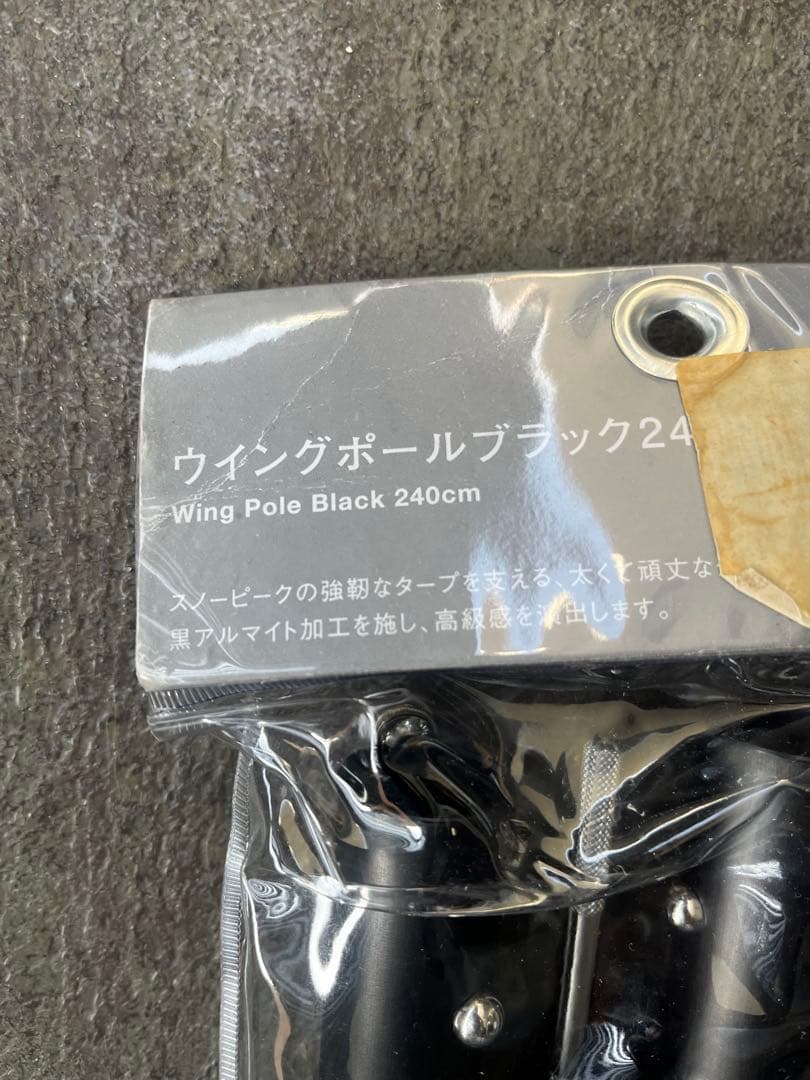 ウイングポールブラック24
Wing Pole Black 240cm
スノーピークの強靭なタープを支える、太くて頑丈な
黒アルマイト加工を施し、高級感を演出します。